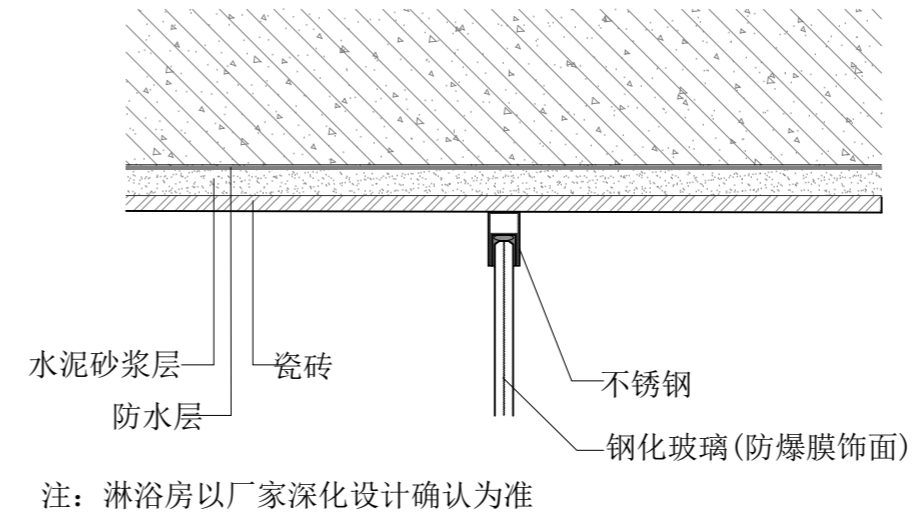 水泥砂浆层
瓷砖
不锈钢
防水层
钢化玻璃(防爆膜饰面)
注：淋浴房以厂家深化设计确认为准